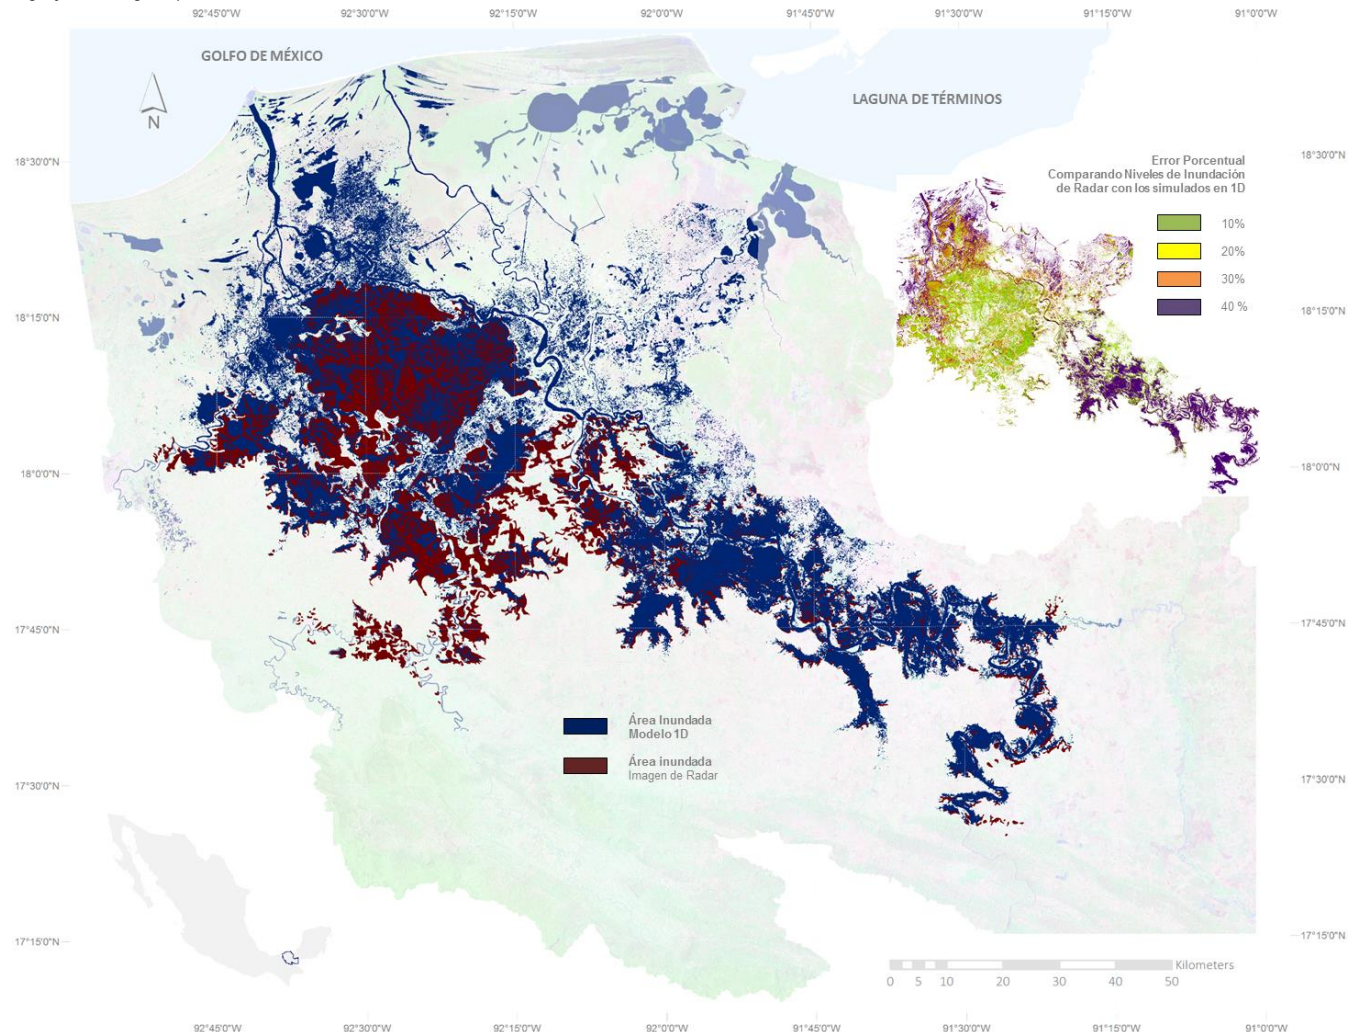 92°45'0"W 92°30'0"W 92°15'0"W 92°0'0"W 91°45'0"W 91°30'0"W 91°15'0"W 91°0'0"W
GOLFO DE MÉXICO
LAGUNA DE TÉRMINOS
N
18°30'0"N
18°30'0"N
Error Porcentual
Comparando Niveles de Inundación
de Radar con los simulados en 1D
10%
20%
30%
40 %
18°15'0"N
18°15'0"N
18°0'0"N
18°0'0"N
17°45'0"N
17°45'0"N
Área Inundada
Modelo 1D
Área inundada
Imagen de Radar
17°30'0"N
17°30'0"N
17°15'0"N
17°15'0"N
Kilometers
0 5 10 20 30 40 50
92°45'0"W 92°30'0"W 92°15'0"W 92°0'0"W 91°45'0"W 91°30'0"W 91°15'0"W 91°0'0"W